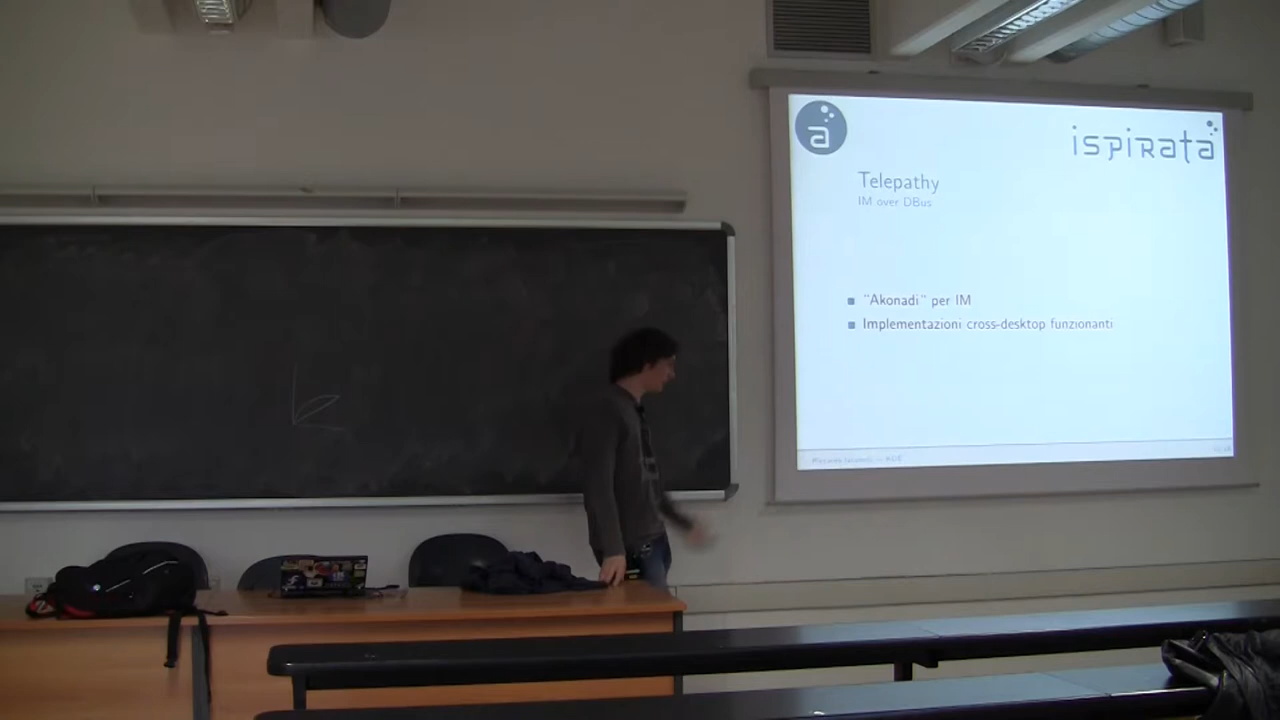 a
ispirata
Telepathy
IM over DBus
"Akonadi" per IM
Implementazioni cross-desktop funzionanti